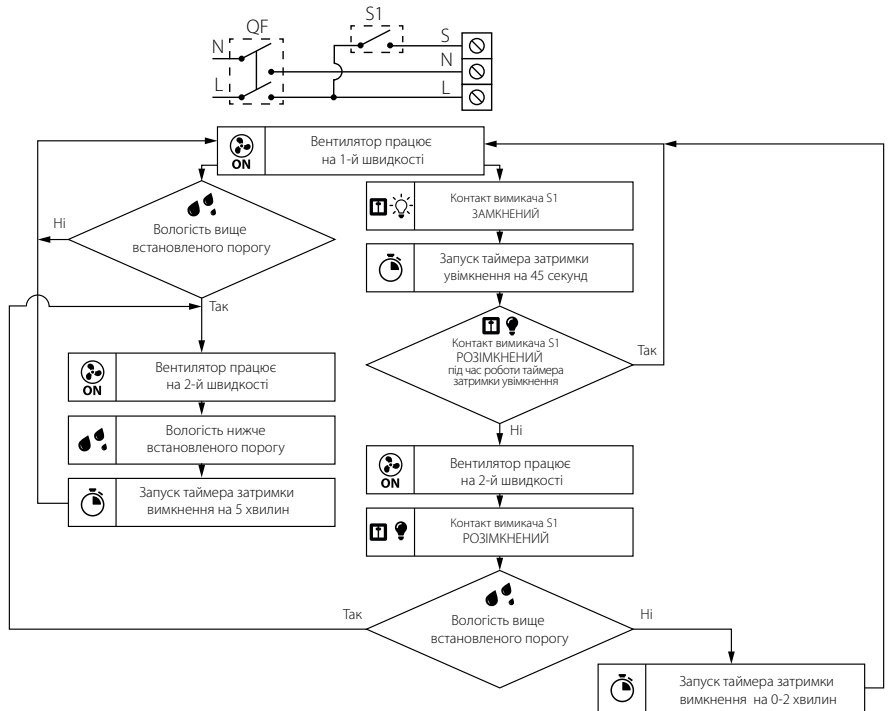 QF
S1
N
L
S
N
L
ON
Вентилятор працює
на 1-й швидкості
Вологість вище
встановленого порогу
Ні
Так
ON
Вентилятор працює
на 2-й швидкості
Вологість нижче
встановленого порогу
Запуск таймера затримки
вимкнення на 5 хвилин
Контакт вимикача S1
ЗАМКНЕНИЙ
Запуск таймера затримки
увімкнення на 45 секунд
Контакт вимикача S1
РОЗІМКНЕНИЙ
під час роботи таймера
затримки увімкнення
Так
Ні
ON
Вентилятор працює
на 2-й швидкості
Контакт вимикача S1
РОЗІМКНЕНИЙ
Вологість вище
встановленого порогу
Так
Ні
Запуск таймера затримки
вимкнення на 0-2 хвилин